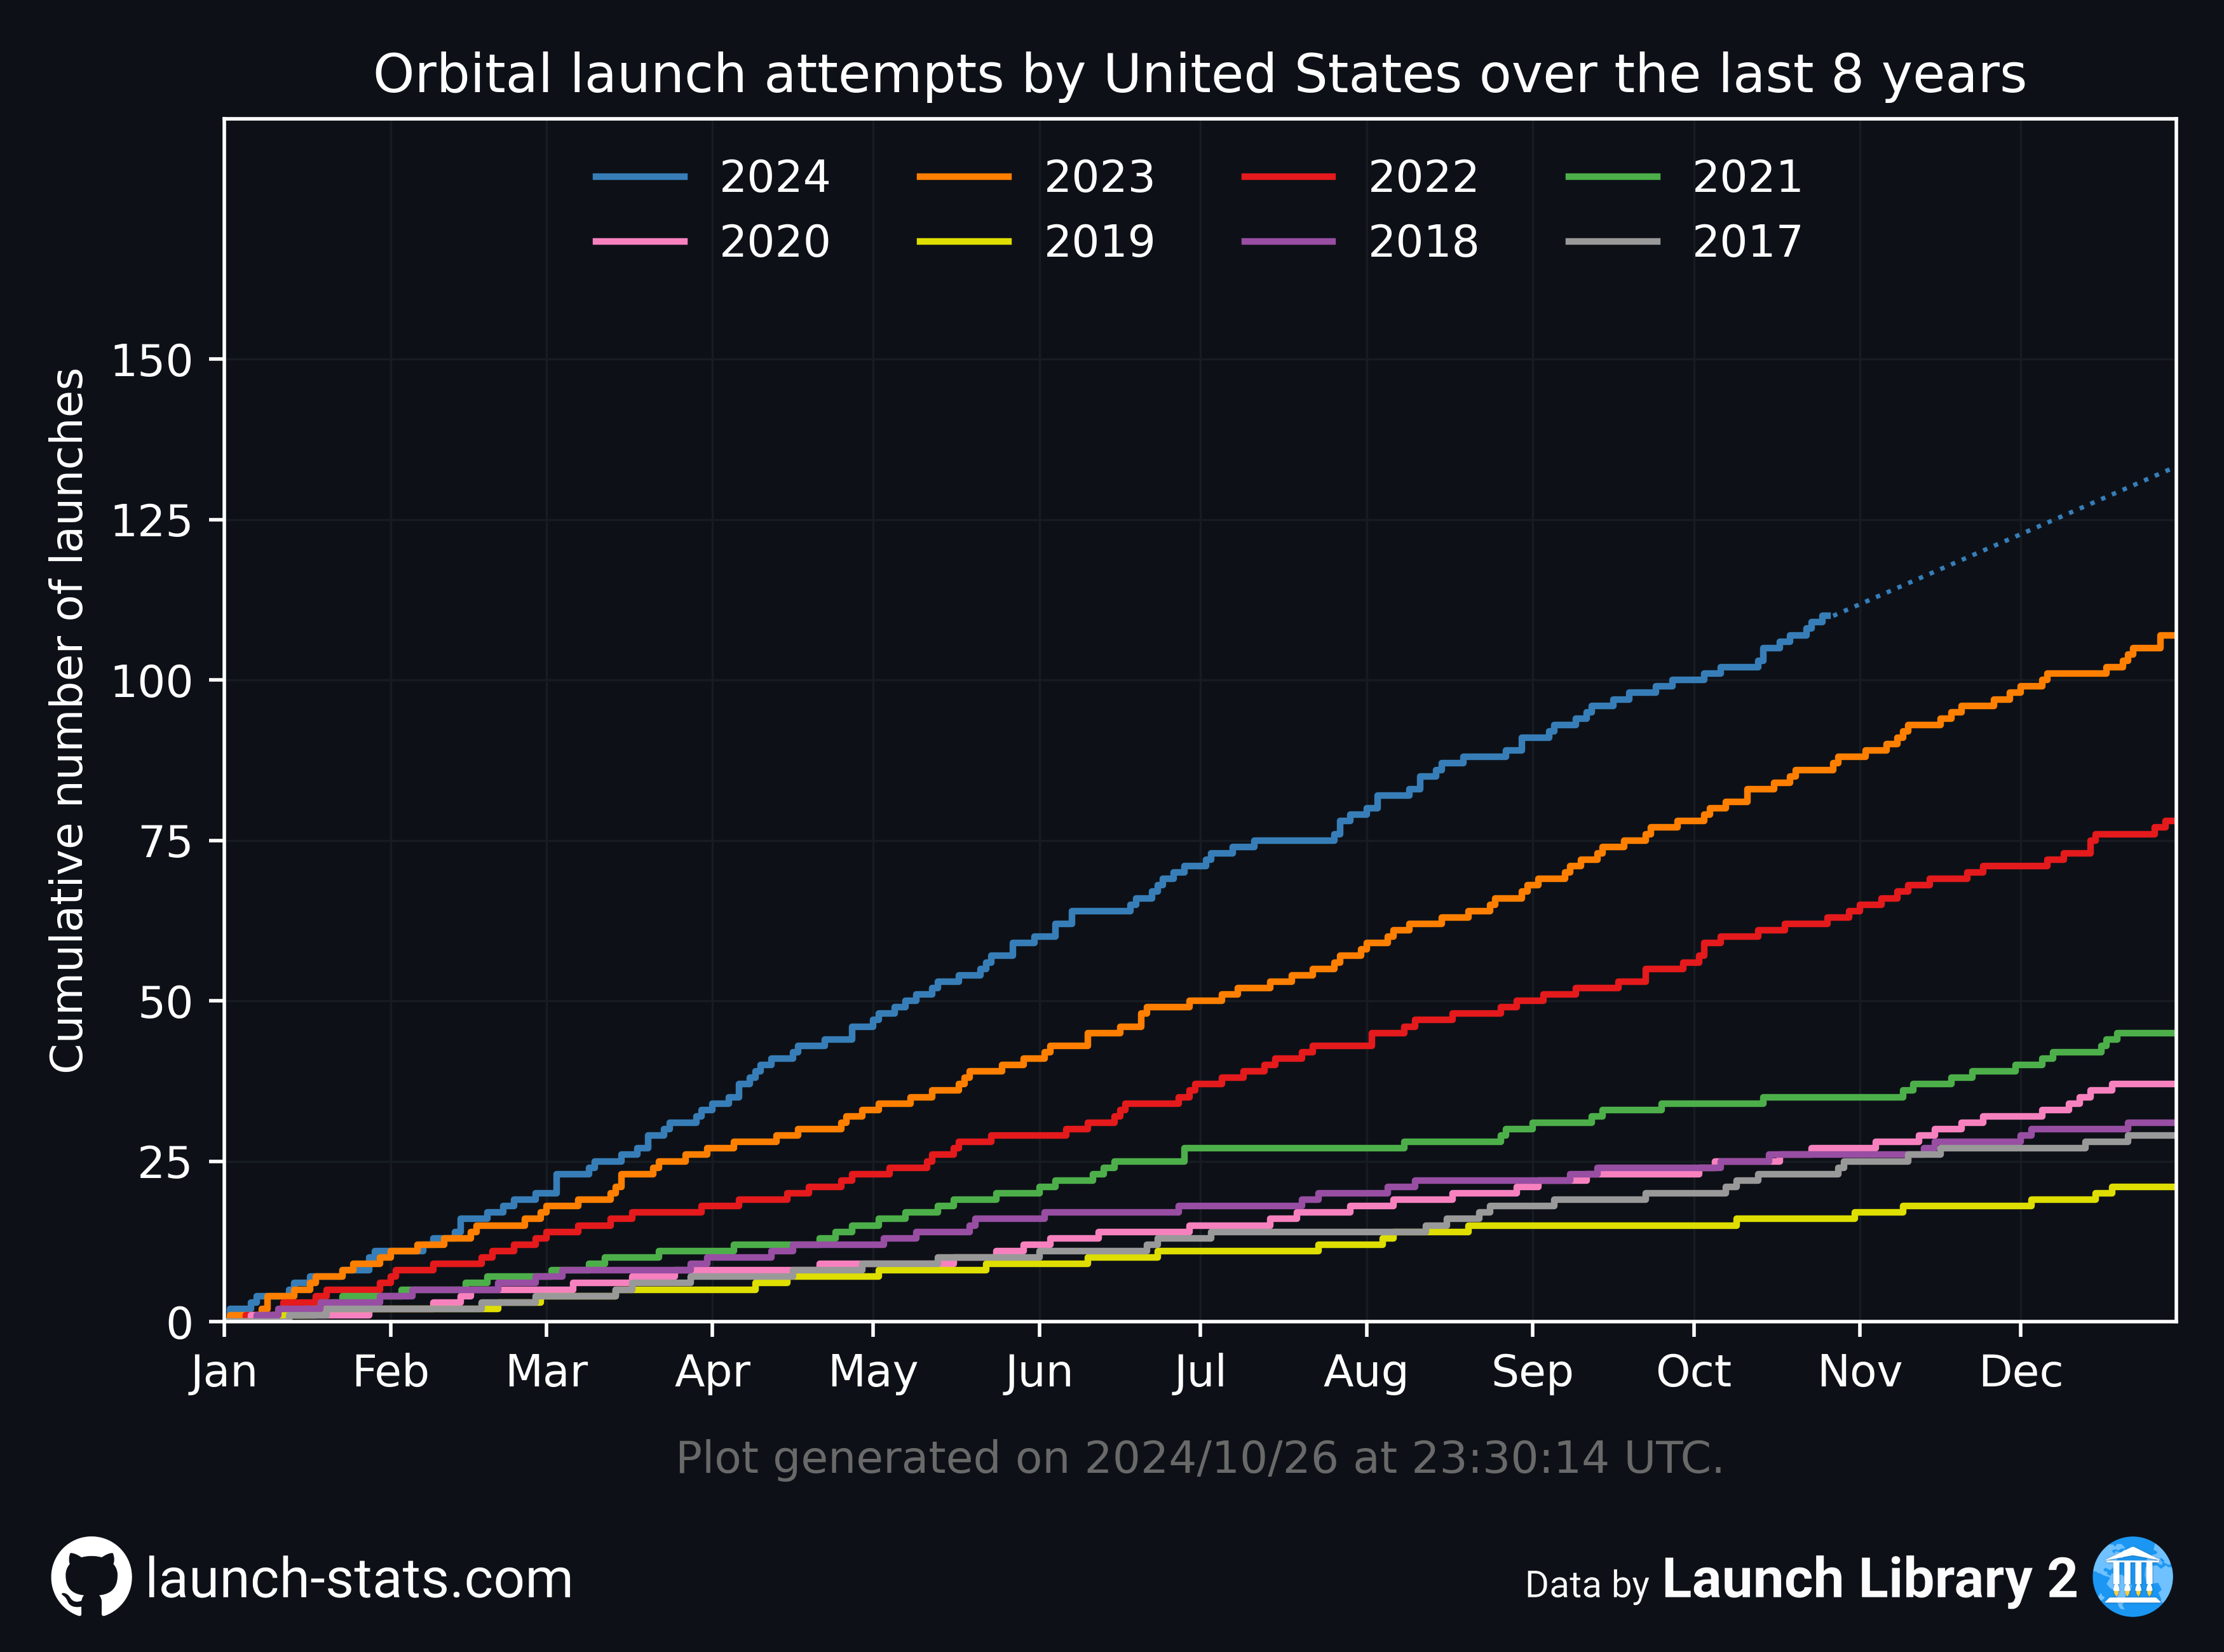 Orbital launch attempts by United States over the last 8 years
2024 2023 2022 2021
2020 2019 2018 2017
Cumulative number of launches
150
125
100
75
50
25
0
Jan Feb Mar Apr May Jun Jul Aug Sep Oct Nov Dec
Plot generated on 2024/10/26 at 23:30:14 UTC.
launch-stats.com
Data by Launch Library 2